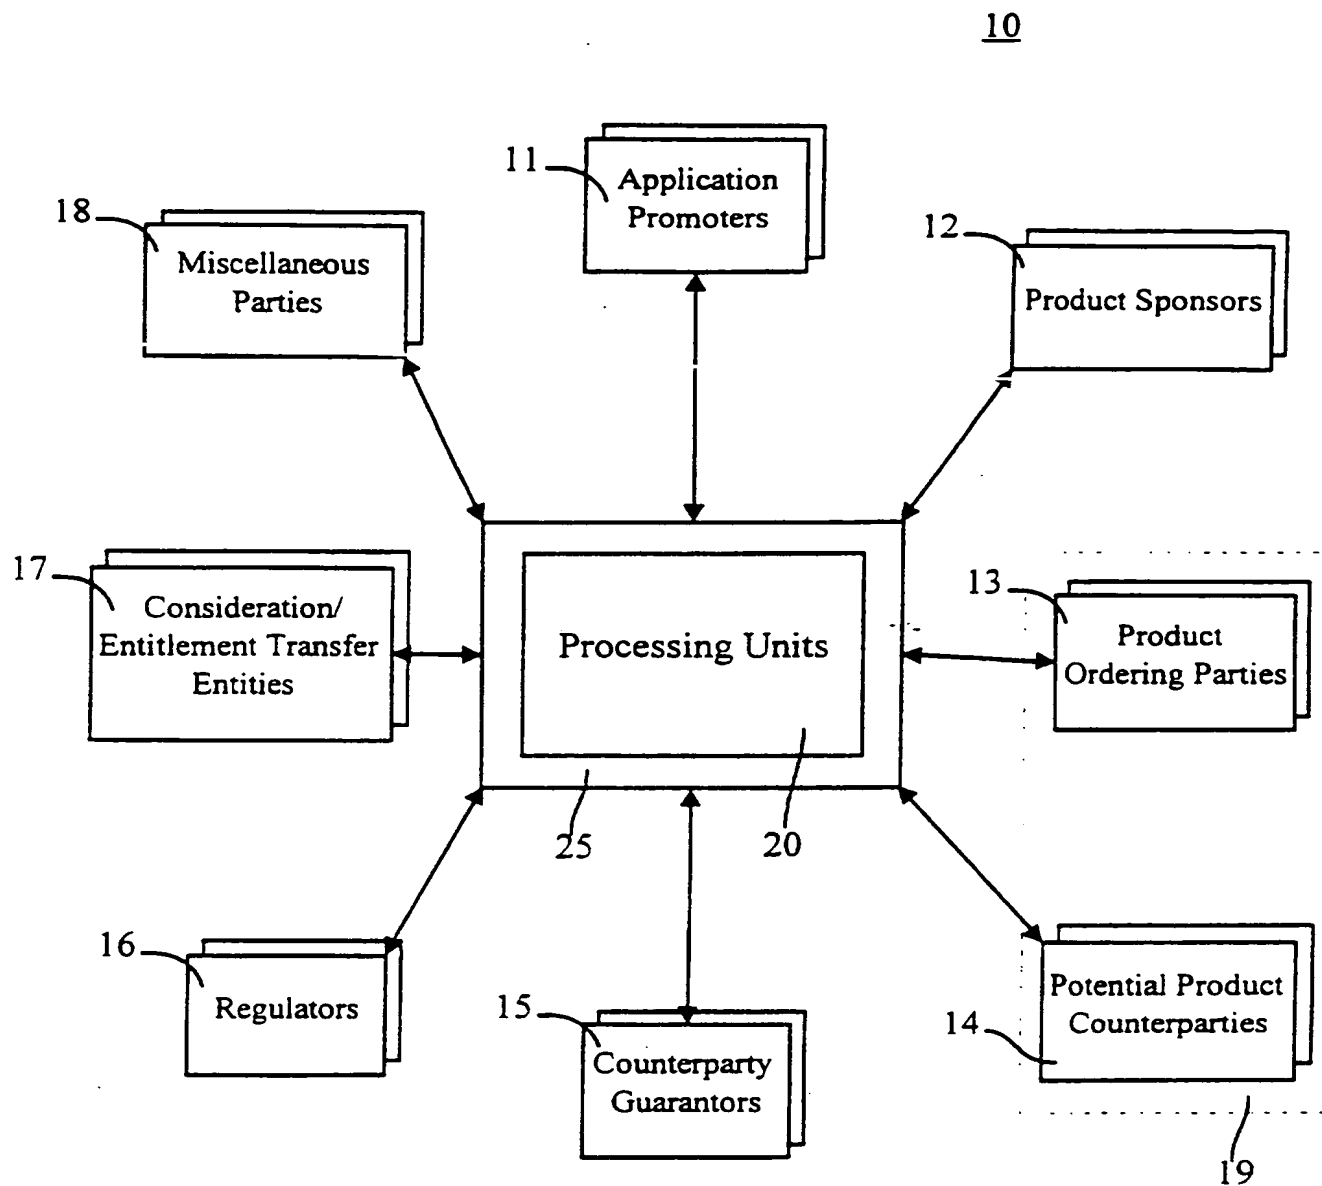 10
11
Application
Promoters
18
Miscellaneous
Parties
12
Product Sponsors
17
Consideration/
Entitlement Transfer
Entities
Processing Units
13
Product
Ordering Parties
25
20
16
Regulators
15
Counterparty
Guarantors
Potential Product
Counterparties
14
19